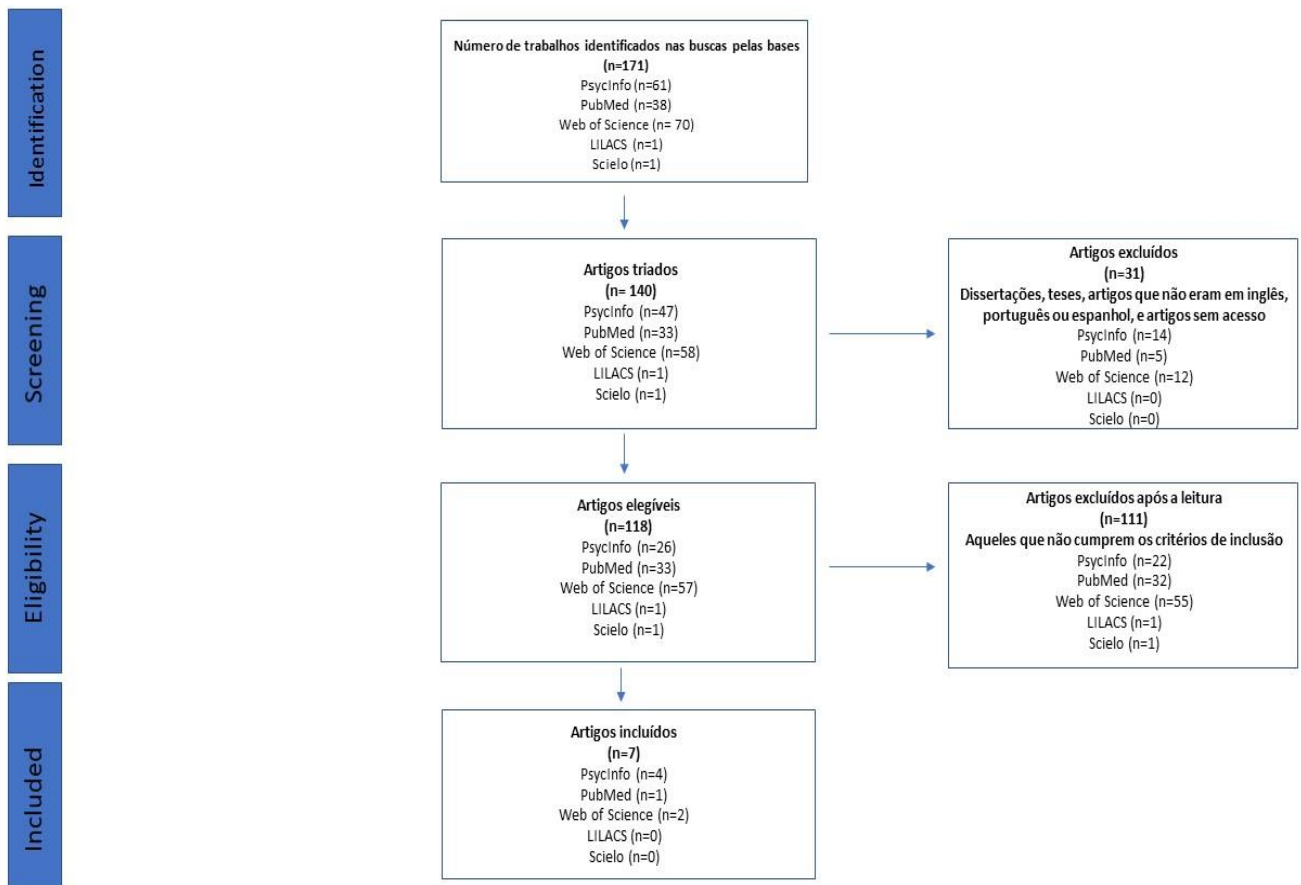 Identification
Número de trabalhos identificados nas buscas pelas bases
(n=171)
PsycInfo (n=61)
PubMed (n=38)
Web of Science (n= 70)
LILACS (n=1)
Scielo (n=1)
Screening
Artigos triados
(n= 140)
PsycInfo (n=47)
PubMed (n=33)
Web of Science (n=58)
LILACS (n=1)
Scielo (n=1)
Artigos excluídos
(n=31)
Dissertações, teses, artigos que não eram em inglês,
português ou espanhol, e artigos sem acesso
PsycInfo (n=14)
PubMed (n=5)
Web of Science (n=12)
LILACS (n=0)
Scielo (n=0)
Eligibility
Artigos elegíveis
(n=118)
PsycInfo (n=26)
PubMed (n=33)
Web of Science (n=57)
LILACS (n=1)
Scielo (n=1)
Artigos excluídos após a leitura
(n=111)
Aqueles que não cumprem os critérios de inclusão
PsycInfo (n=22)
PubMed (n=32)
Web of Science (n=55)
LILACS (n=1)
Scielo (n=1)
Included
Artigos incluídos
(n=7)
PsycInfo (n=4)
PubMed (n=1)
Web of Science (n=2)
LILACS (n=0)
Scielo (n=0)